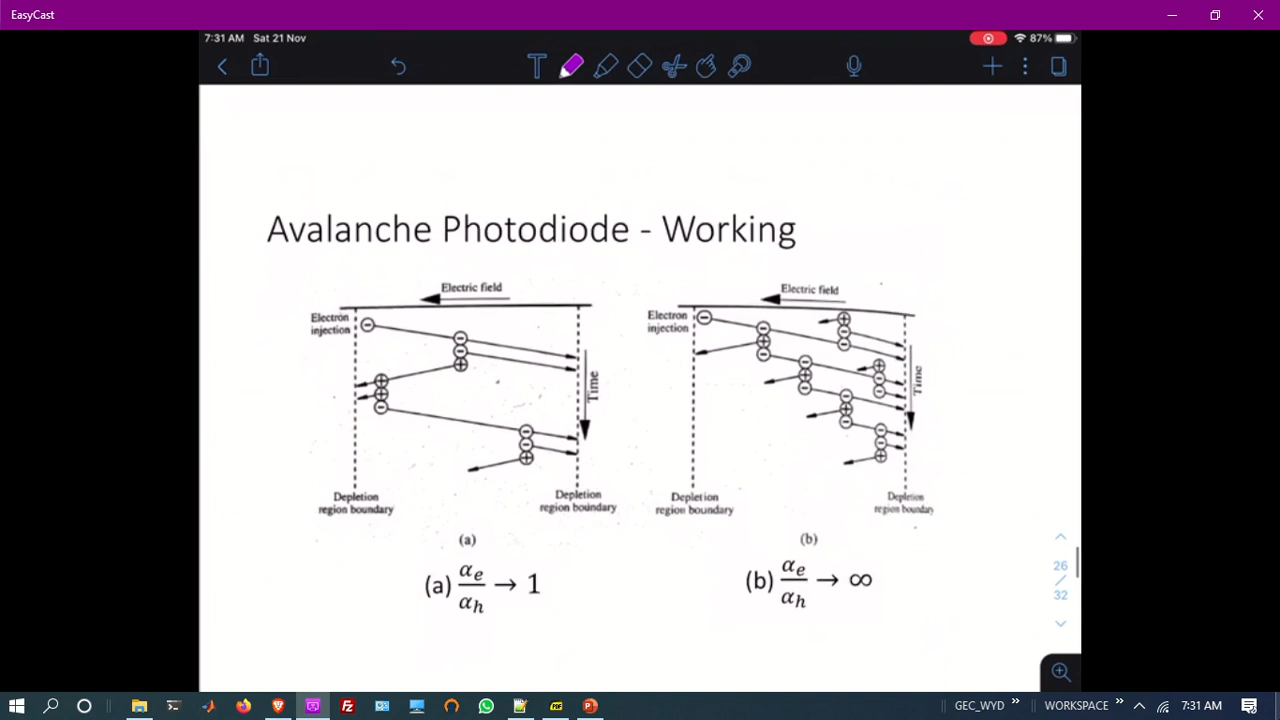 EasyCast
7:31 AM Sat 21 Nov
87%
Avalanche Photodiode - Working
Electric field
Electron
injection
Time
Depletion
region boundary
Depletion
region boundary
(a)
Electric field
Electron
injection
Time
Depletion
region boundary
Depletion
region boundary
(b)
(a) αe/αh → 1
(b) αe/αh → ∞
26
/
32
GEC_WYD » WORKSPACE » 7:31 AM